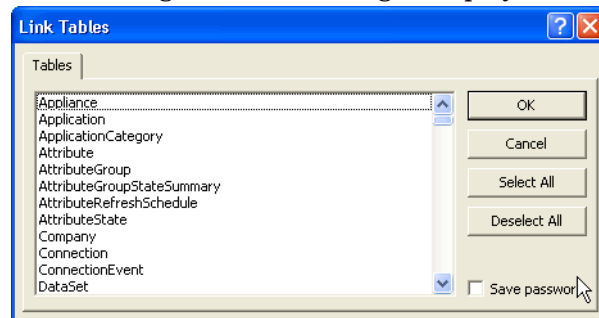 Link Tables
Tables
Appliance
Application
ApplicationCategory
Attribute
AttributeGroup
AttributeGroupStateSummary
AttributeRefreshSchedule
AttributeState
Company
Connection
ConnectionEvent
DataSet
OK
Cancel
Select All
Deselect All
Save password